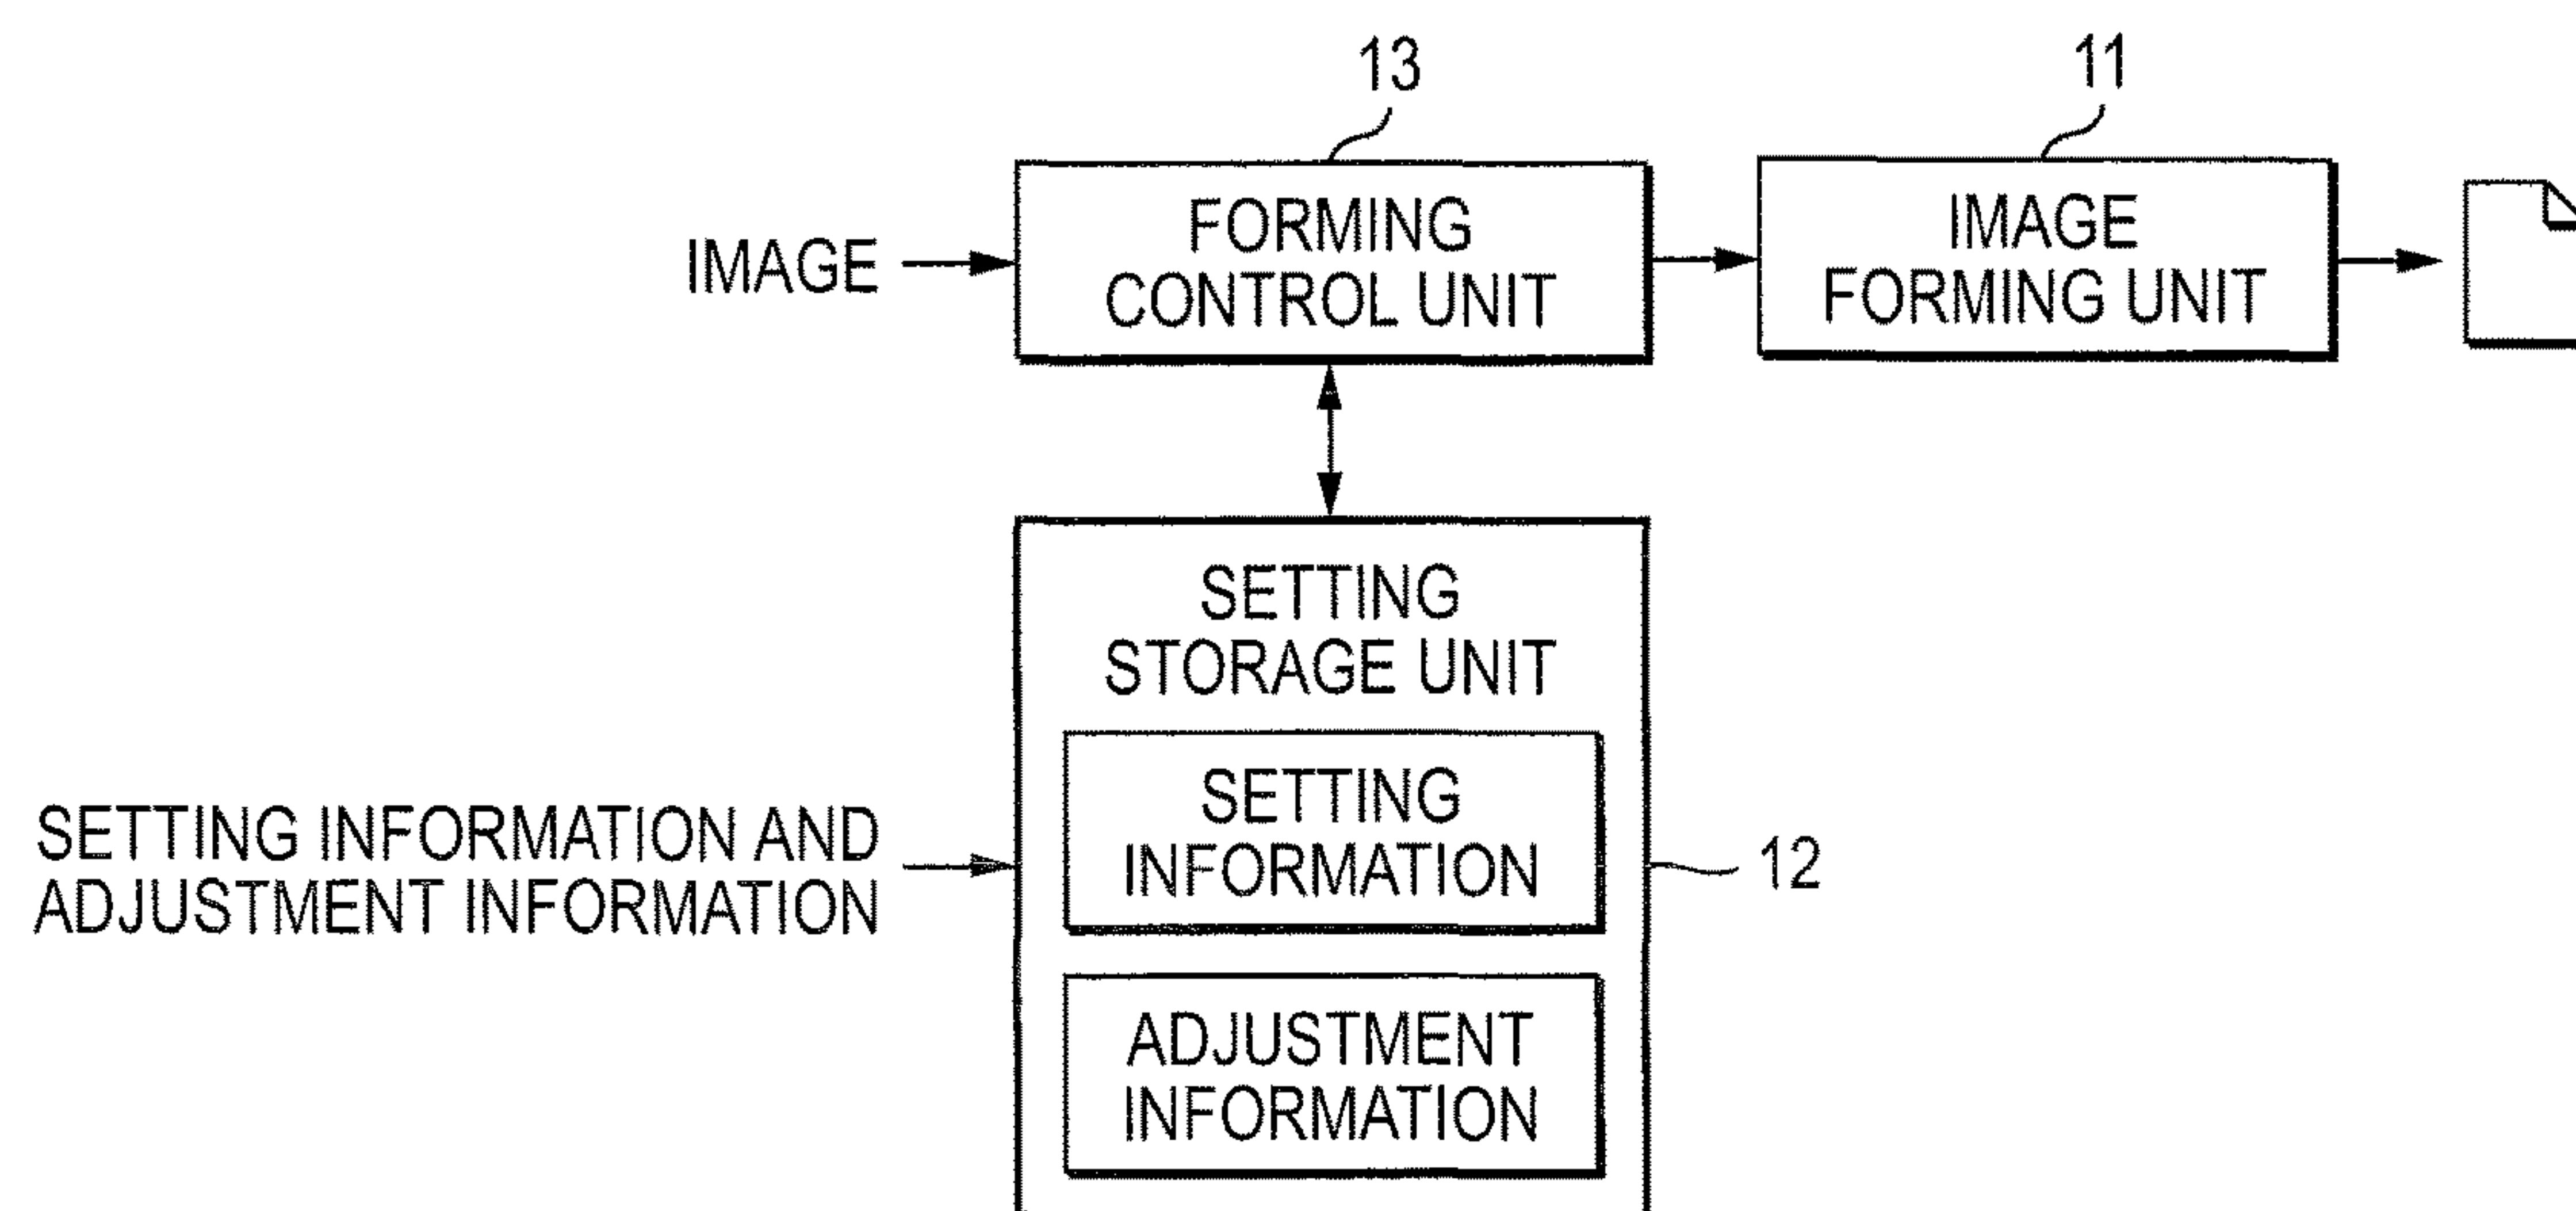 13
11
FORMING
CONTROL UNIT
IMAGE
FORMING UNIT
IMAGE
SETTING
STORAGE UNIT
SETTING
INFORMATION
SETTING INFORMATION AND
ADJUSTMENT INFORMATION
12
ADJUSTMENT
INFORMATION